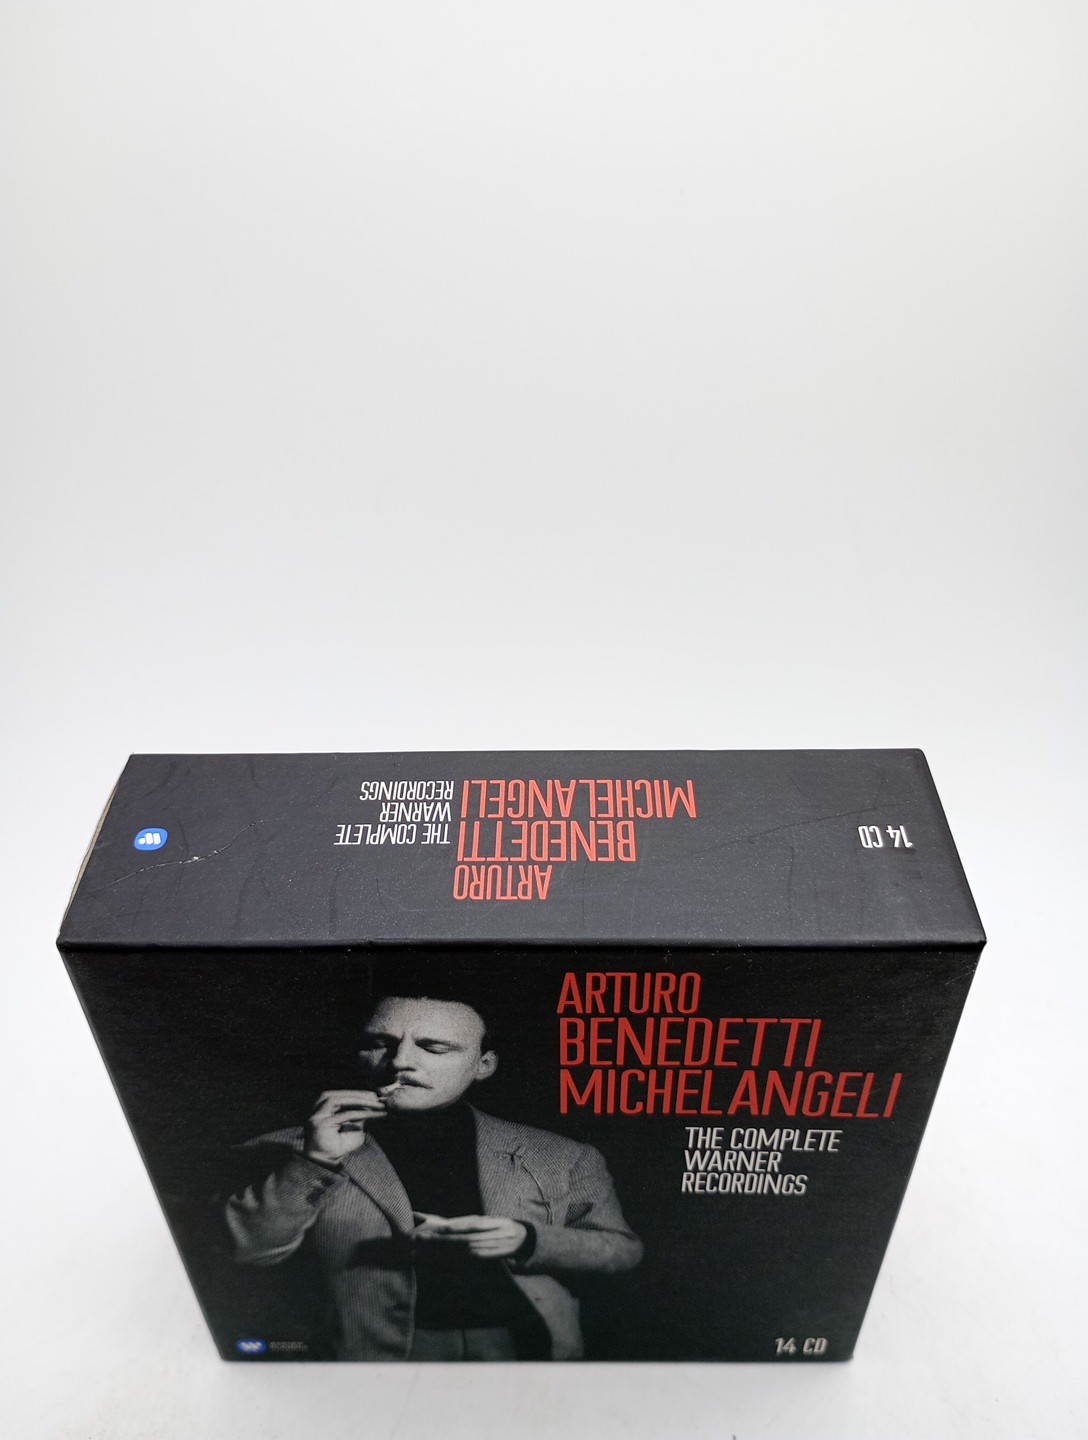 ARTURO
BENEDETTI
MICHELANGELI
THE COMPLETE
WARNER
RECORDINGS
14 CD
ARTURO
BENEDETTI
MICHELANGELI
THE COMPLETE
WARNER
RECORDINGS
14 CD